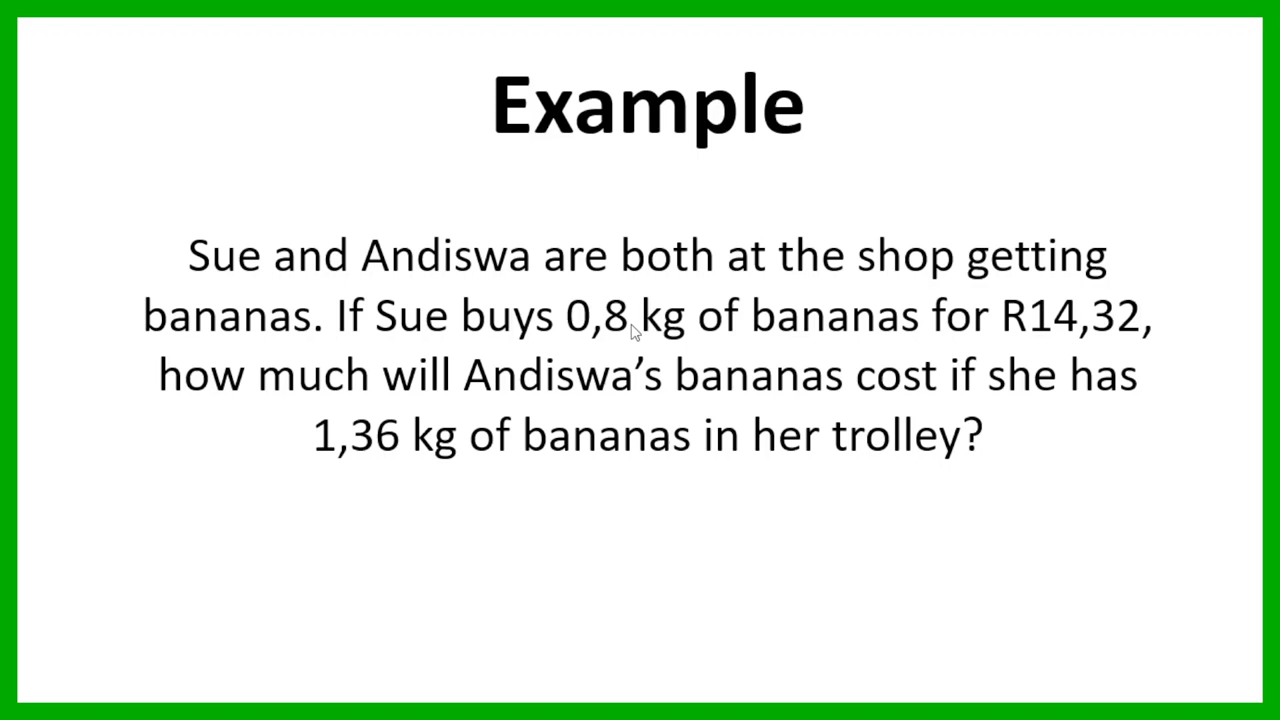 Example
Sue and Andiswa are both at the shop getting
bananas. If Sue buys 0,8 kg of bananas for R14,32,
how much will Andiswa’s bananas cost if she has
1,36 kg of bananas in her trolley?